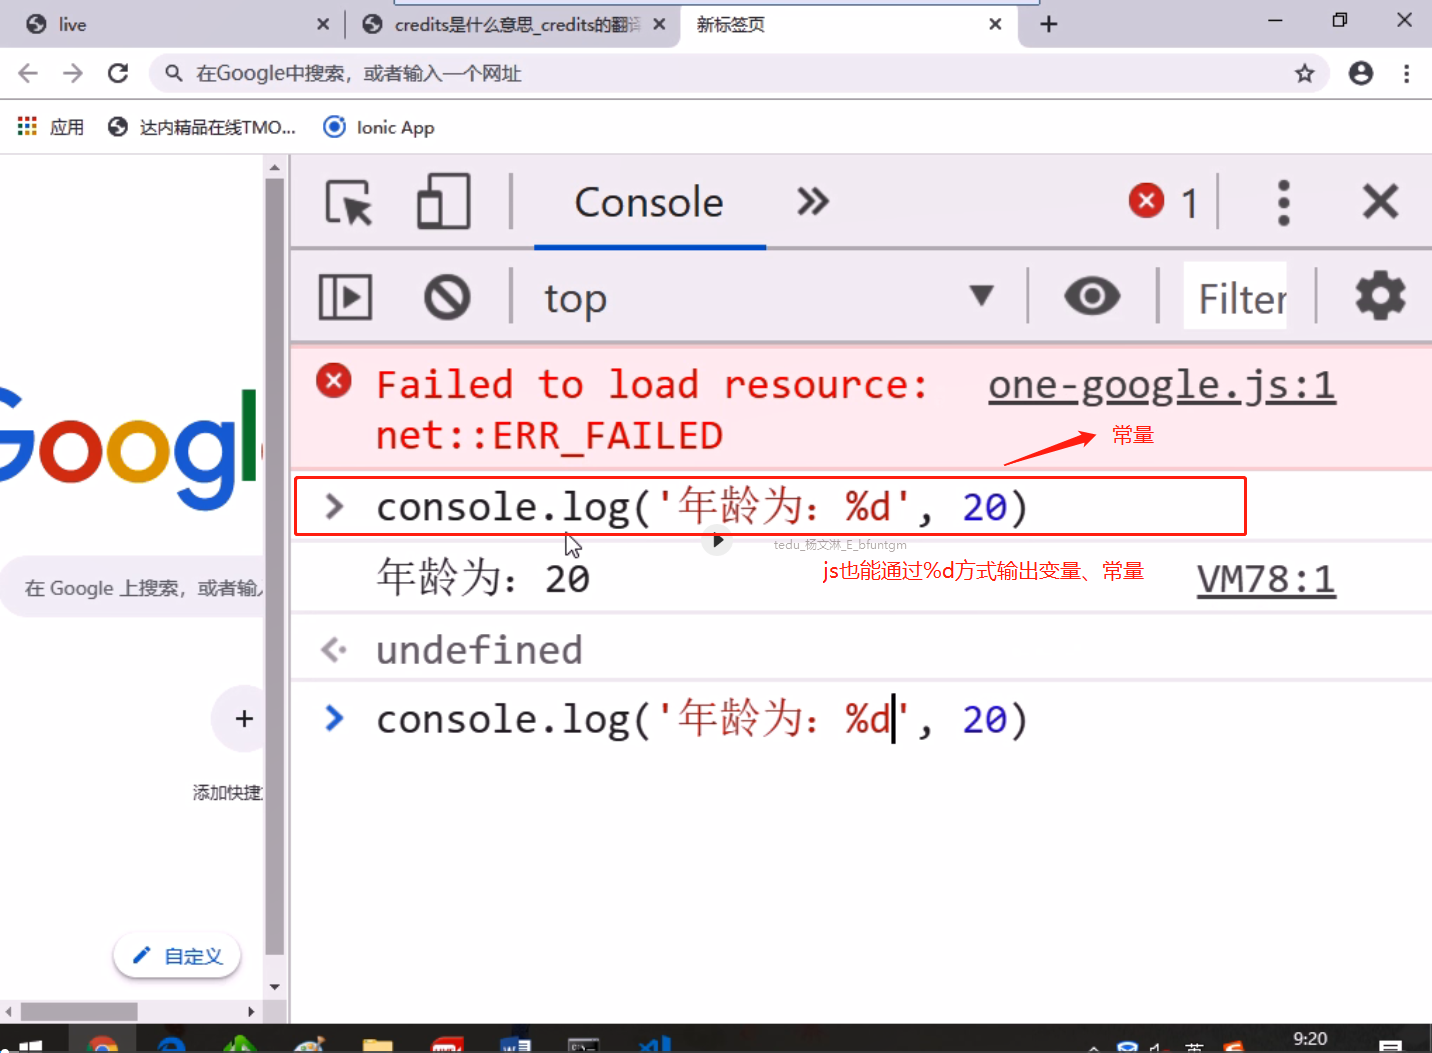 live
credits是什么意思_credits的翻译
新标签页
在Google中搜索，或者输入一个网址
应用
达内精品在线TMO...
Ionic App
Console
1
top
Filter
Failed to load resource: one-google.js:1
net::ERR_FAILED
常量
console.log('年龄为：%d', 20)
tedu_杨文淋_E_bfuntgm
年龄为：20
js也能通过%d方式输出变量、常量
VM78:1
undefined
console.log('年龄为：%d', 20)
Google
在 Google 上搜索，或者输入
添加快捷
自定义
英
9:20